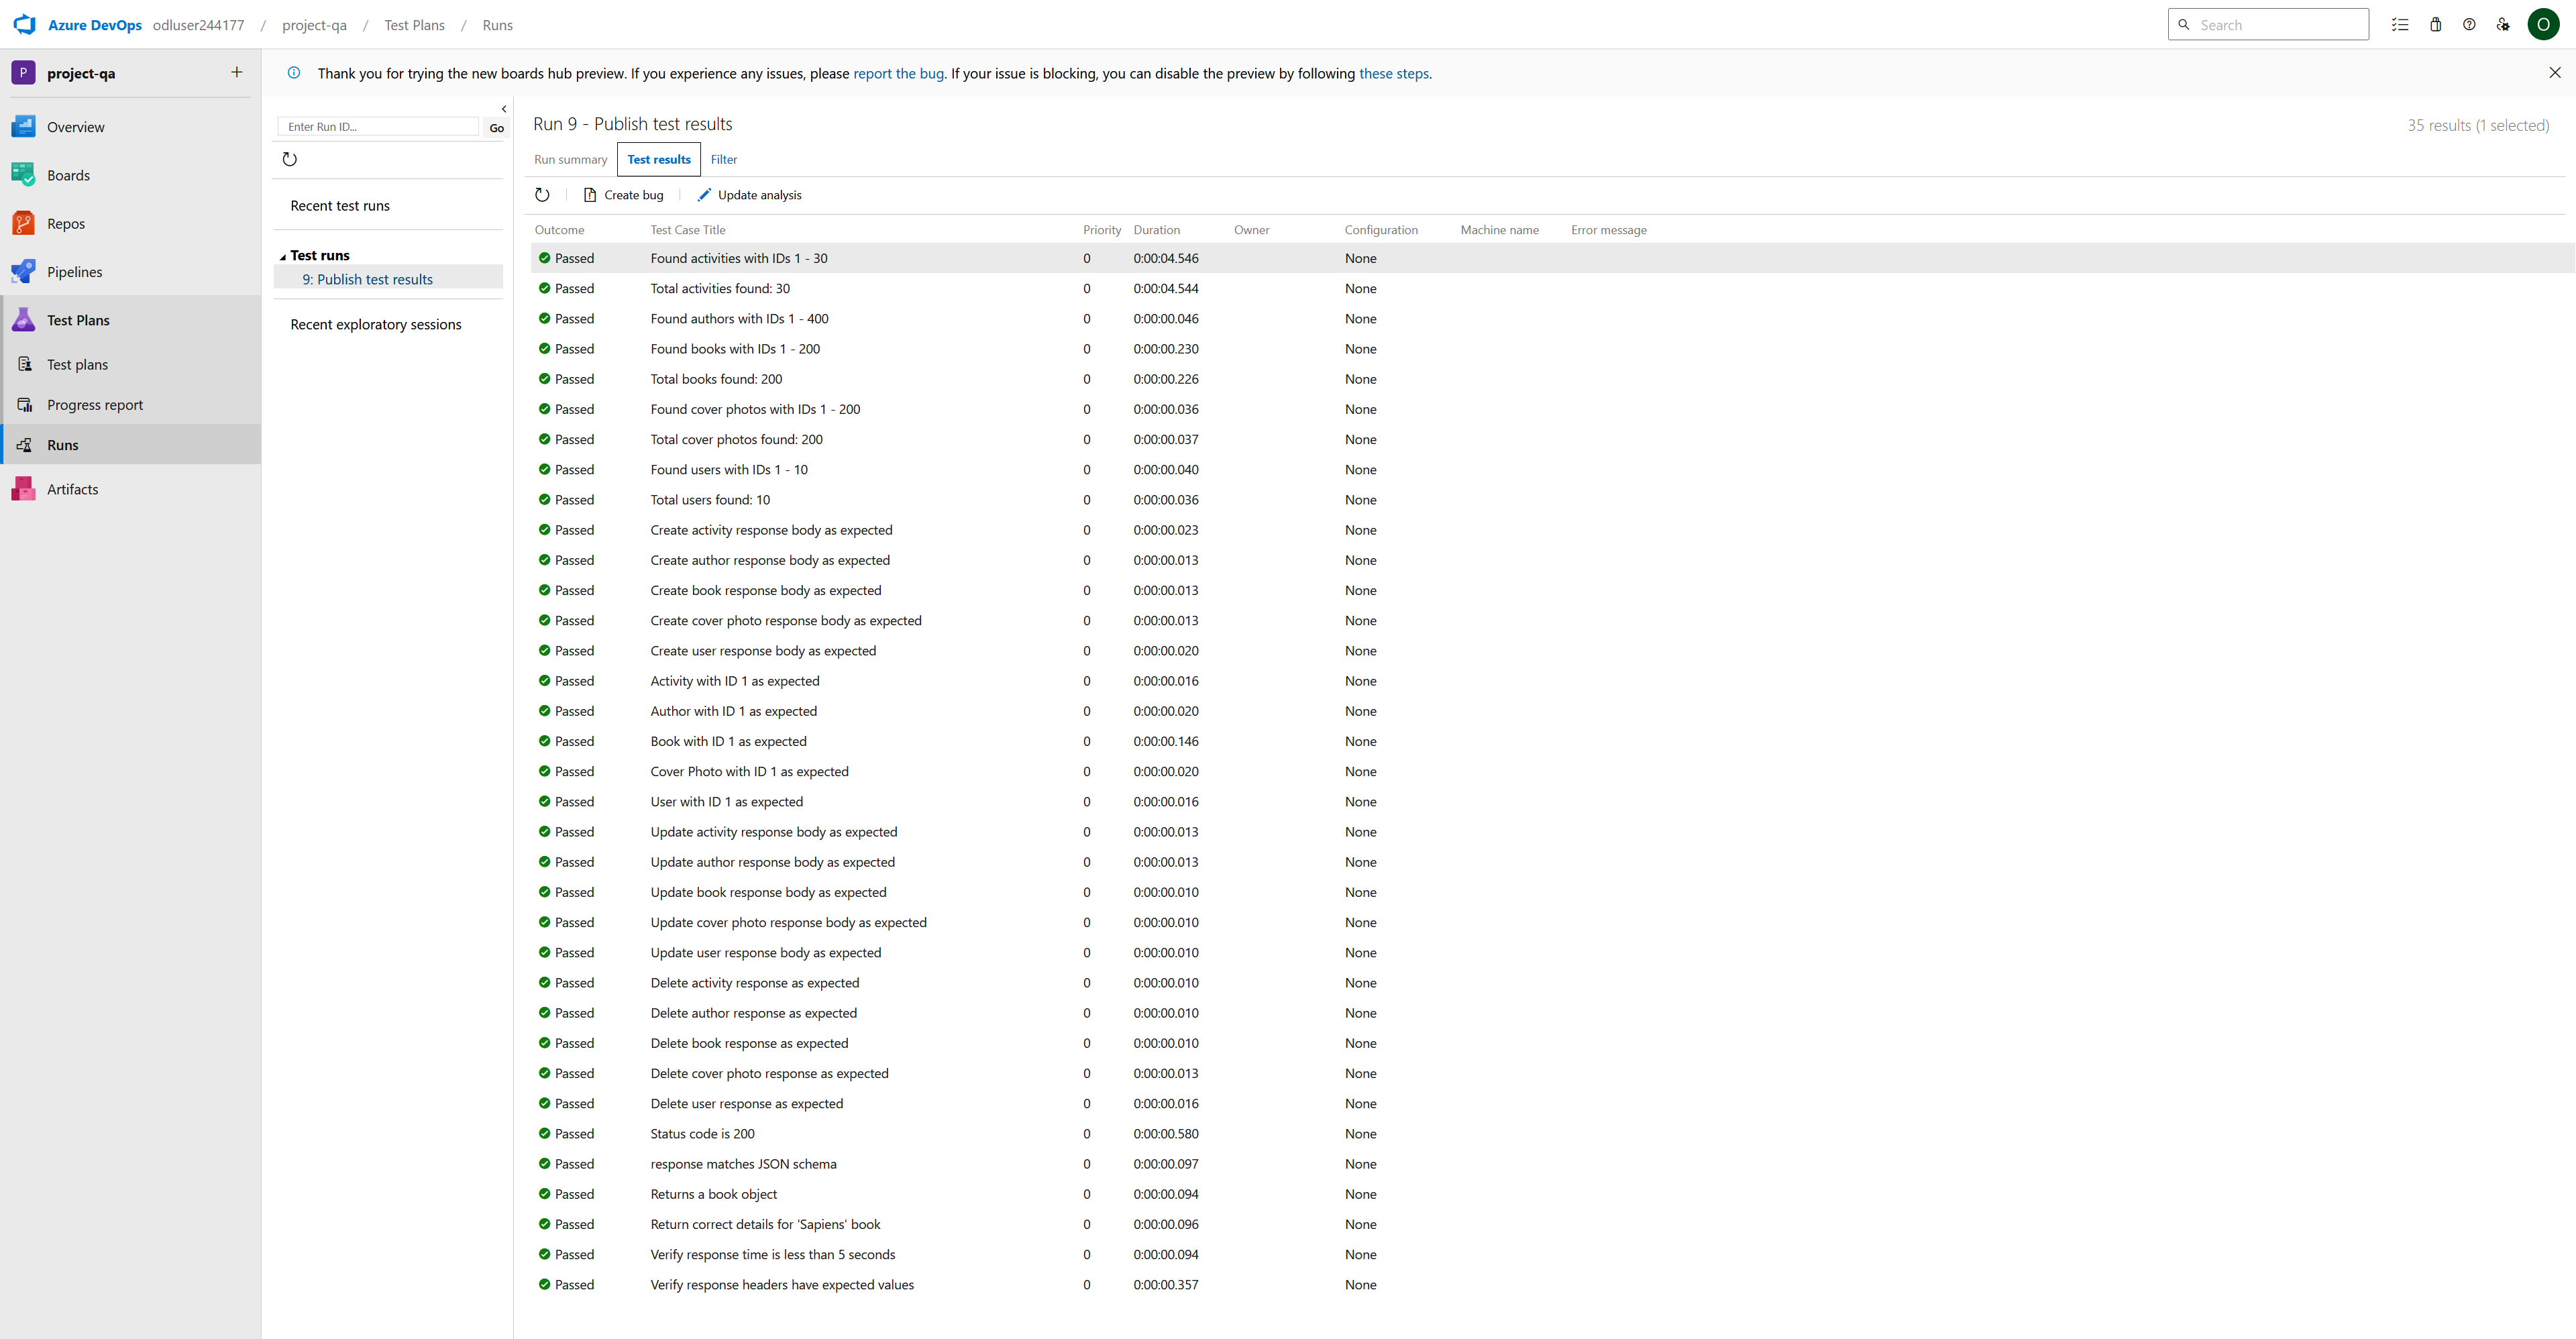 Azure DevOps odluser244177 / project-qa / Test Plans / Runs
Search
O
P project-qa +
Thank you for trying the new boards hub preview. If you experience any issues, please report the bug. If your issue is blocking, you can disable the preview by following these steps.
Overview
Boards
Repos
Pipelines
Test Plans
Test plans
Progress report
Runs
Artifacts
Enter Run ID...
Go
Recent test runs
Test runs
9: Publish test results
Recent exploratory sessions
Run 9 - Publish test results
35 results (1 selected)
Run summary Test results Filter
Create bug Update analysis
Outcome Test Case Title Priority Duration Owner Configuration Machine name Error message
Passed Found activities with IDs 1 - 30 0 0:00:04.546 None
Passed Total activities found: 30 0 0:00:04.544 None
Passed Found authors with IDs 1 - 400 0 0:00:00.046 None
Passed Found books with IDs 1 - 200 0 0:00:00.230 None
Passed Total books found: 200 0 0:00:00.226 None
Passed Found cover photos with IDs 1 - 200 0 0:00:00.036 None
Passed Total cover photos found: 200 0 0:00:00.037 None
Passed Found users with IDs 1 - 10 0 0:00:00.040 None
Passed Total users found: 10 0 0:00:00.036 None
Passed Create activity response body as expected 0 0:00:00.023 None
Passed Create author response body as expected 0 0:00:00.013 None
Passed Create book response body as expected 0 0:00:00.013 None
Passed Create cover photo response body as expected 0 0:00:00.013 None
Passed Create user response body as expected 0 0:00:00.020 None
Passed Activity with ID 1 as expected 0 0:00:00.016 None
Passed Author with ID 1 as expected 0 0:00:00.020 None
Passed Book with ID 1 as expected 0 0:00:00.146 None
Passed Cover Photo with ID 1 as expected 0 0:00:00.020 None
Passed User with ID 1 as expected 0 0:00:00.016 None
Passed Update activity response body as expected 0 0:00:00.013 None
Passed Update author response body as expected 0 0:00:00.013 None
Passed Update book response body as expected 0 0:00:00.010 None
Passed Update cover photo response body as expected 0 0:00:00.010 None
Passed Update user response body as expected 0 0:00:00.010 None
Passed Delete activity response as expected 0 0:00:00.010 None
Passed Delete author response as expected 0 0:00:00.010 None
Passed Delete book response as expected 0 0:00:00.010 None
Passed Delete cover photo response as expected 0 0:00:00.013 None
Passed Delete user response as expected 0 0:00:00.016 None
Passed Status code is 200 0 0:00:00.580 None
Passed response matches JSON schema 0 0:00:00.097 None
Passed Returns a book object 0 0:00:00.094 None
Passed Return correct details for 'Sapiens' book 0 0:00:00.096 None
Passed Verify response time is less than 5 seconds 0 0:00:00.094 None
Passed Verify response headers have expected values 0 0:00:00.357 None